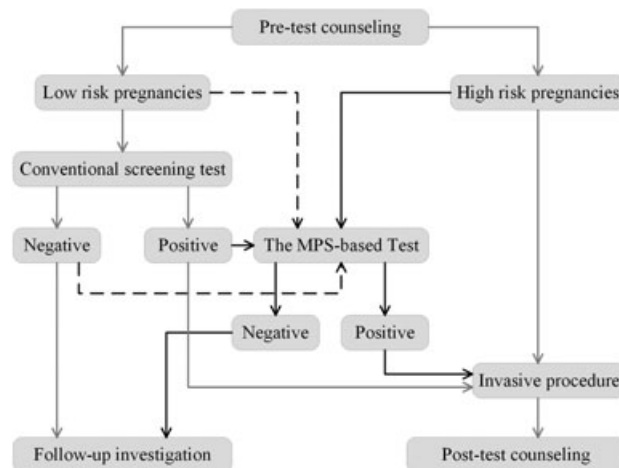 Pre-test counseling
Low risk pregnancies
High risk pregnancies
Conventional screening test
Negative
Positive
The MPS-based Test
Negative
Positive
Invasive procedure
Follow-up investigation
Post-test counseling